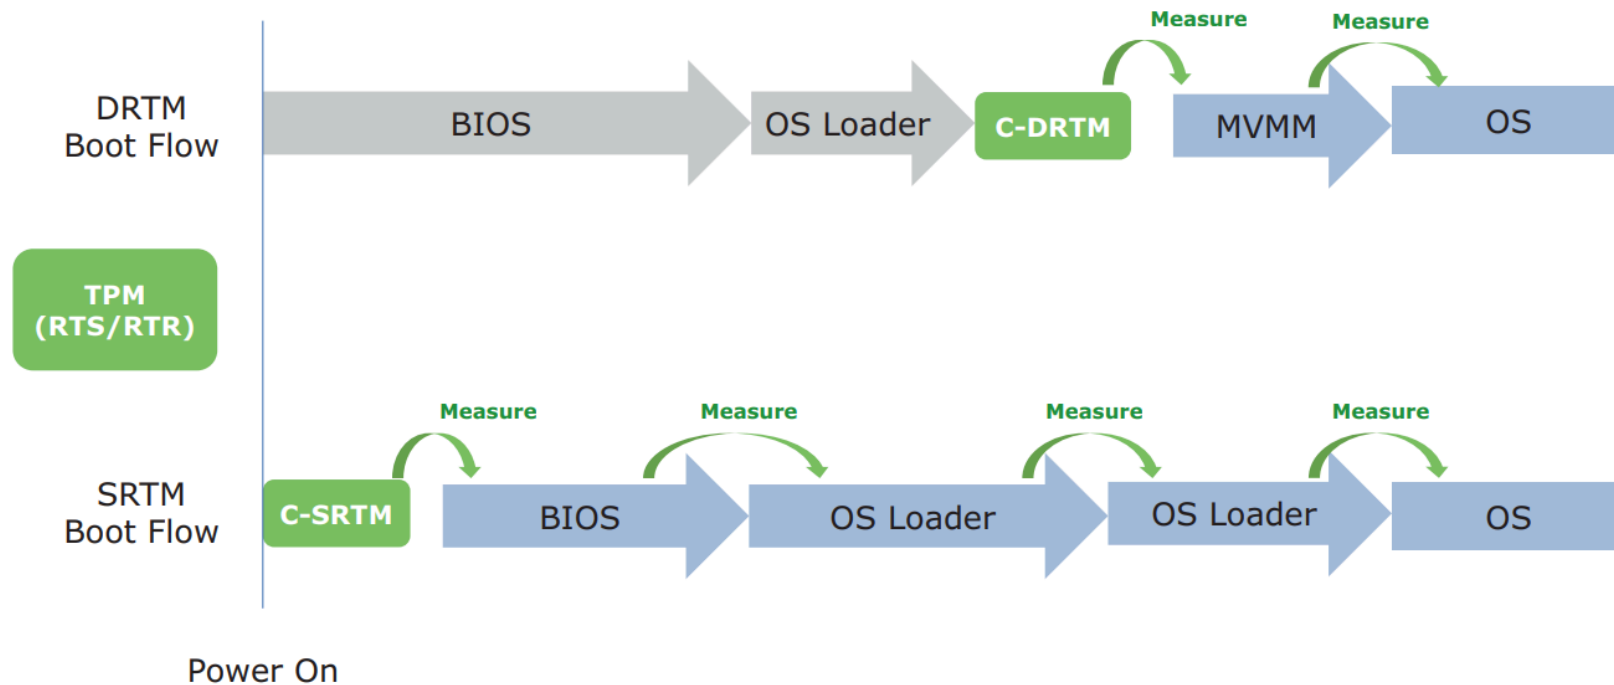 Measure
Measure
DRTM
Boot Flow
BIOS
OS Loader
C-DRTM
MVMM
OS
TPM
(RTS/RTR)
Measure
Measure
Measure
Measure
SRTM
Boot Flow
C-SRTM
BIOS
OS Loader
OS Loader
OS
Power On